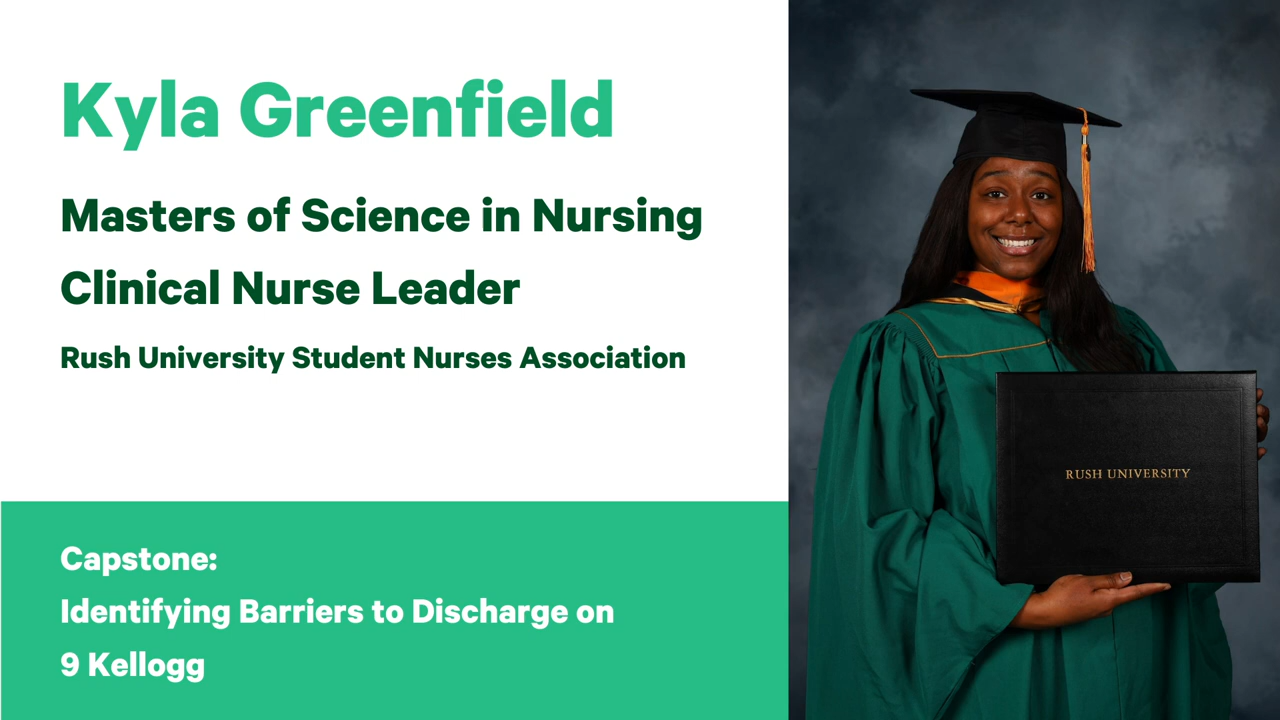 Kyla Greenfield
Masters of Science in Nursing
Clinical Nurse Leader
Rush University Student Nurses Association
Capstone:
Identifying Barriers to Discharge on
9 Kellogg
RUSH UNIVERSITY